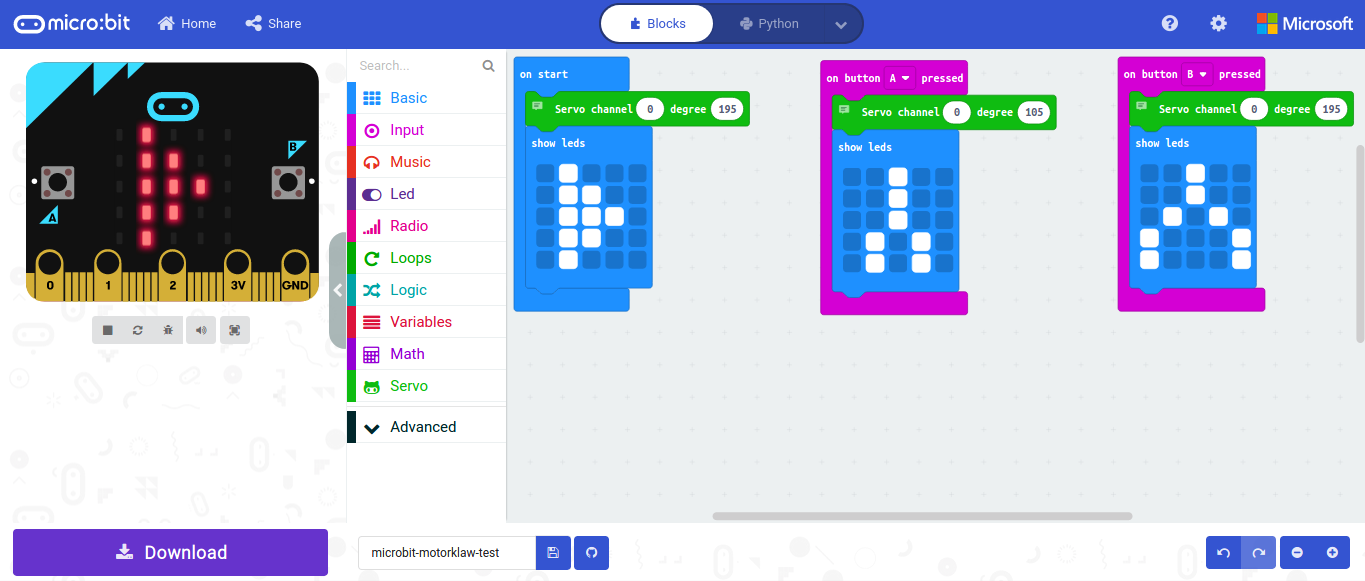 micro:bit Home Share Blocks Python Microsoft
B
A
0 1 2 3V GND
Search...
Basic
Input
Music
Led
Radio
Loops
Logic
Variables
Math
Servo
Advanced
on start
Servo channel 0 degree 195
show leds
on button A pressed
Servo channel 0 degree 105
show leds
on button B pressed
Servo channel 0 degree 195
show leds
Download
microbit-motorklaw-test